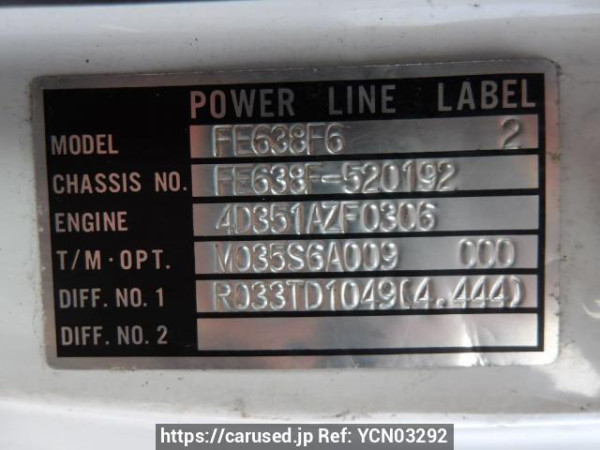 POWER LINE LABEL
MODEL FE638F6 2
CHASSIS NO. FE638F-520192
ENGINE 4D351AZF0306
T/M·OPT. M035S6A009 000
DIFF. NO. 1 R033TD1049(4.444)
DIFF. NO. 2
https://carused.jp Ref: YCN03292